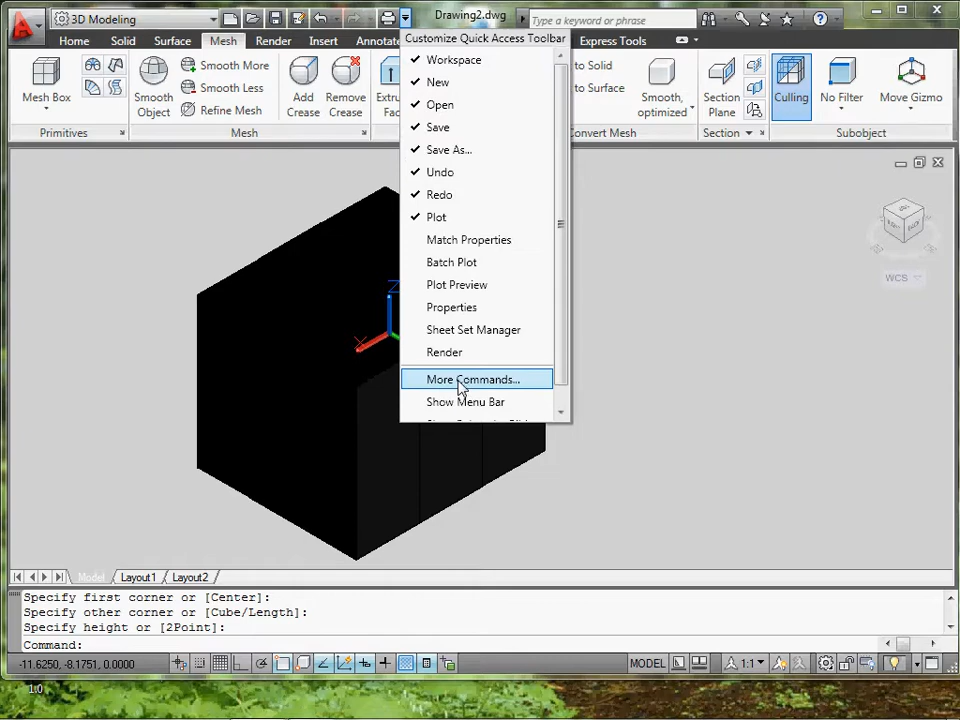 3D Modeling
Drawing2.dwg
Type a keyword or phrase
Home
Solid
Surface
Mesh
Render
Insert
Annotate
Express Tools
Customize Quick Access Toolbar
Workspace
New
Open
Save
Save As...
Undo
Redo
Plot
Match Properties
Batch Plot
Plot Preview
Properties
Sheet Set Manager
Render
More Commands...
Show Menu Bar
Mesh Box
Smooth Object
Smooth More
Smooth Less
Refine Mesh
Add Crease
Remove Crease
Extru
Fac
to Solid
to Surface
Smooth, optimized
Section Plane
Culling
No Filter
Move Gizmo
Primitives
Mesh
Convert Mesh
Section
Subobject
WCS
Z
X
Model
Layout1
Layout2
Specify first corner or [Center]:
Specify other corner or [Cube/Length]:
Specify height or [2Point]:
Command:
-11.6250, -8.1751, 0.0000
MODEL
1:1
1.0